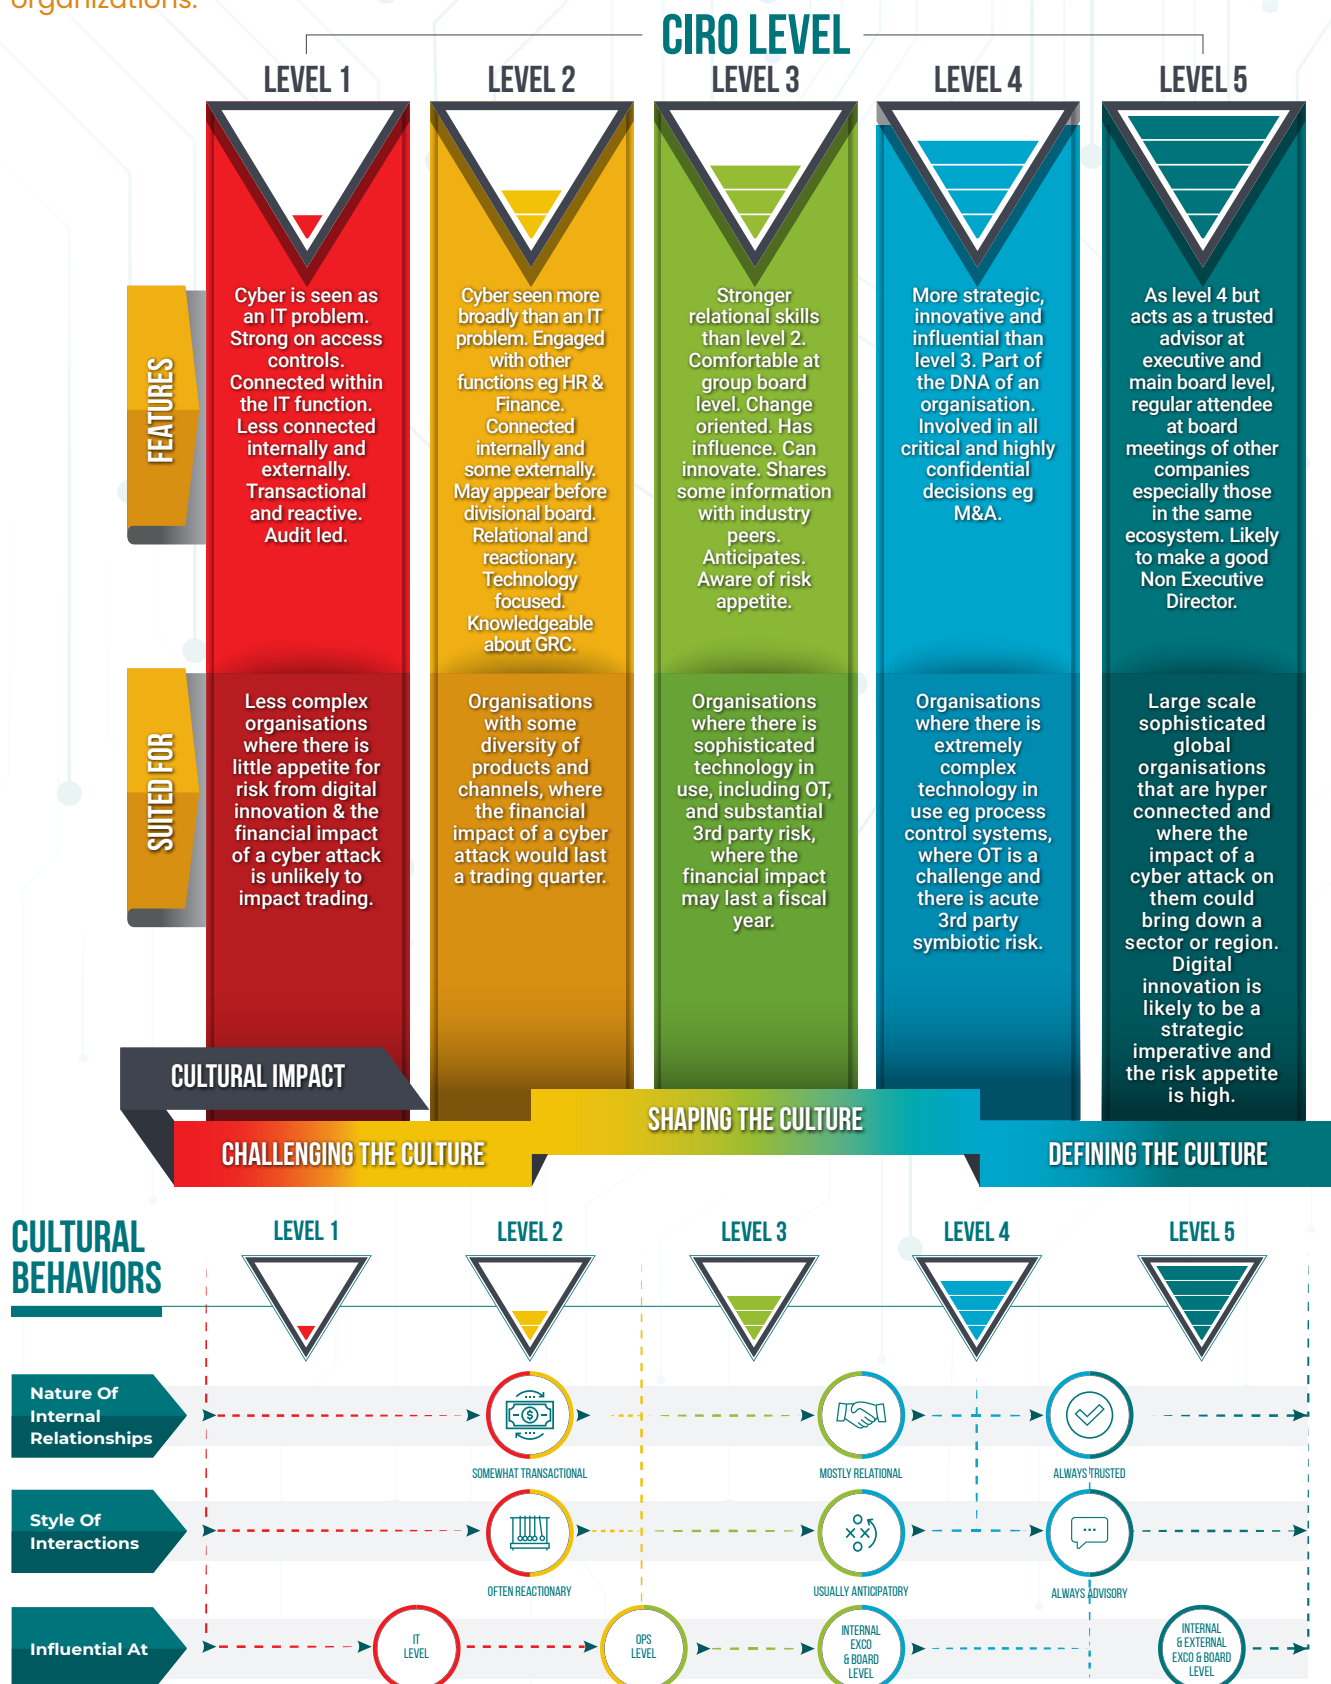 organizations.
CIRO LEVEL
LEVEL 1
LEVEL 2
LEVEL 3
LEVEL 4
LEVEL 5
FEATURES
Cyber is seen as
an IT problem.
Strong on access
controls.
Connected within
the IT function.
Less connected
internally and
externally.
Transactional
and reactive.
Audit led.
Cyber seen more
broadly than an IT
problem. Engaged
with other
functions eg HR &
Finance.
Connected
internally and
some externally.
May appear before
divisional board.
Relational and
reactionary.
Technology
focused.
Knowledgeable
about GRC.
Stronger
relational skills
than level 2.
Comfortable at
group board
level. Change
oriented. Has
influence. Can
innovate. Shares
some information
with industry
peers.
Anticipates.
Aware of risk
appetite.
More strategic,
innovative and
influential than
level 3. Part of
the DNA of an
organisation.
Involved in all
critical and highly
confidential
decisions eg
M&A.
As level 4 but
acts as a trusted
advisor at
executive and
main board level,
regular attendee
at board
meetings of other
companies
especially those
in the same
ecosystem. Likely
to make a good
Non Executive
Director.
SUITED FOR
Less complex
organisations
where there is
little appetite for
risk from digital
innovation & the
financial impact
of a cyber attack
is unlikely to
impact trading.
Organisations
with some
diversity of
products and
channels, where
the financial
impact of a cyber
attack would last
a trading quarter.
Organisations
where there is
sophisticated
technology in
use, including OT,
and substantial
3rd party risk,
where the
financial impact
may last a fiscal
year.
Organisations
where there is
extremely
complex
technology in
use eg process
control systems,
where OT is a
challenge and
there is acute
3rd party
symbiotic risk.
Large scale
sophisticated
global
organisations
that are hyper
connected and
where the
impact of a
cyber attack on
them could
bring down a
sector or region.
Digital
innovation is
likely to be a
strategic
imperative and
the risk appetite
is high.
CULTURAL IMPACT
CHALLENGING THE CULTURE
SHAPING THE CULTURE
DEFINING THE CULTURE
CULTURAL
BEHAVIORS
LEVEL 1
LEVEL 2
LEVEL 3
LEVEL 4
LEVEL 5
Nature Of
Internal
Relationships
$
SOMEWHAT TRANSACTIONAL
MOSTLY RELATIONAL
ALWAYS TRUSTED
Style Of
Interactions
OFTEN REACTIONARY
USUALLY ANTICIPATORY
ALWAYS ADVISORY
Influential At
IT
LEVEL
OPS
LEVEL
INTERNAL
EXCO
& BOARD
LEVEL
INTERNAL
& EXTERNAL
EXCO & BOARD
LEVEL